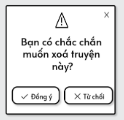 Bạn có chắc chắn
muốn xoá truyện
này?
Đồng ý
Từ chối